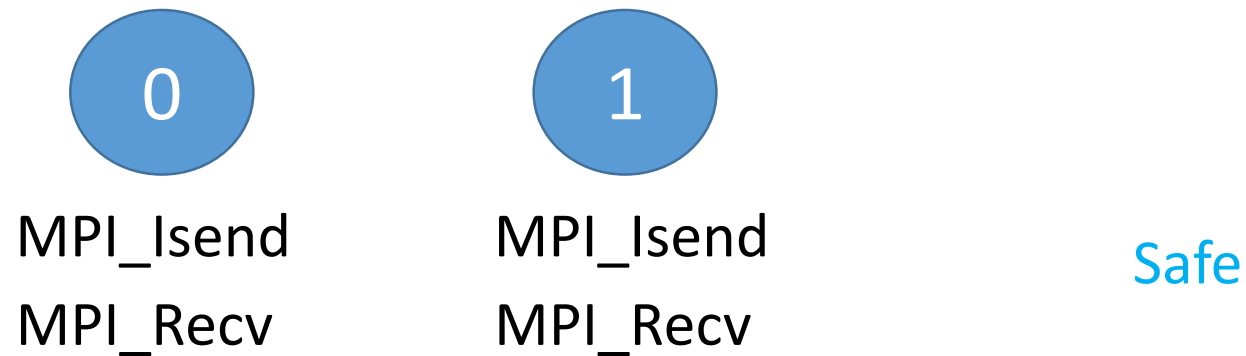 0 1
MPI_Isend MPI_Isend
Safe
MPI_Recv MPI_Recv